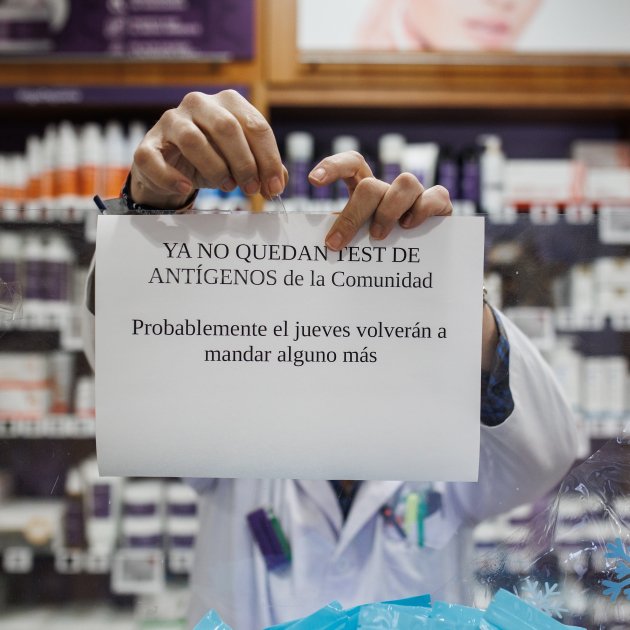 YA NO QUEDAN TEST DE
ANTÍGENOS de la Comunidad
Probablemente el jueves volverán a
mandar alguno más